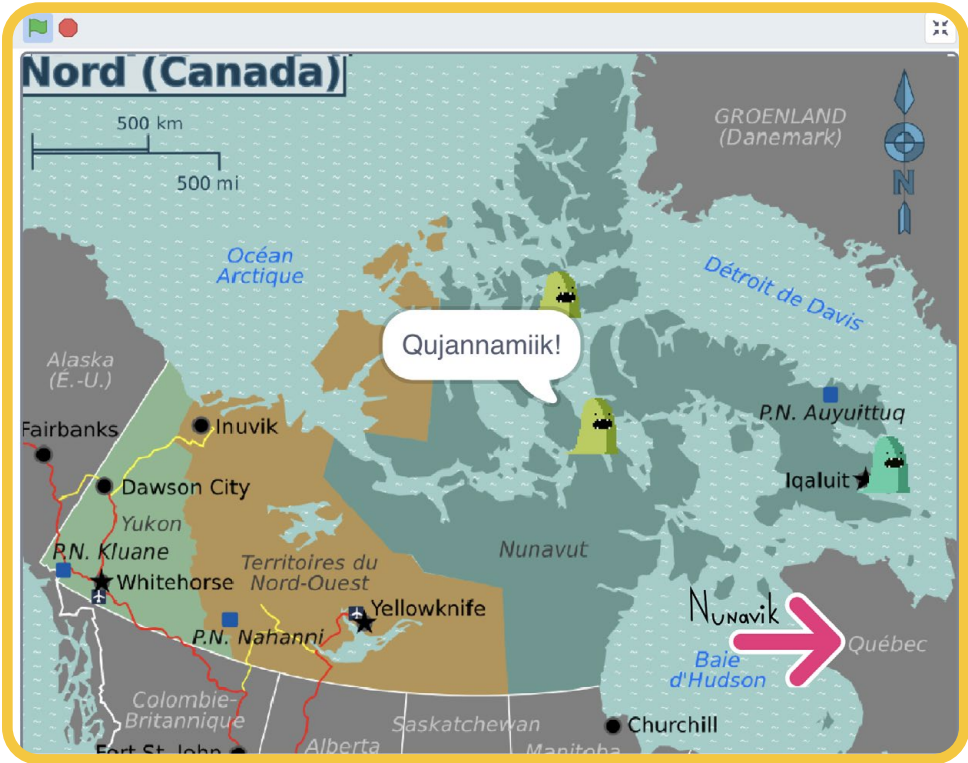 Nord (Canada)
500 km
500 mi
GROENLAND
(Danemark)
N
Océan
Arctique
Détroit de Davis
Qujannamiik!
Alaska
(É.-U.)
P.N. Auyuittuq
Fairbanks
Inuvik
Iqaluit
Dawson City
Yukon
Nunavut
P.N. Kluane
Territoires du
Nord-Ouest
Whitehorse
Yellowknife
Nunavik
P.N. Nahanni
Québec
Baie
d'Hudson
Colombie-
Britannique
Saskatchewan
Churchill
Fort St. John
Alberta
Manitoba